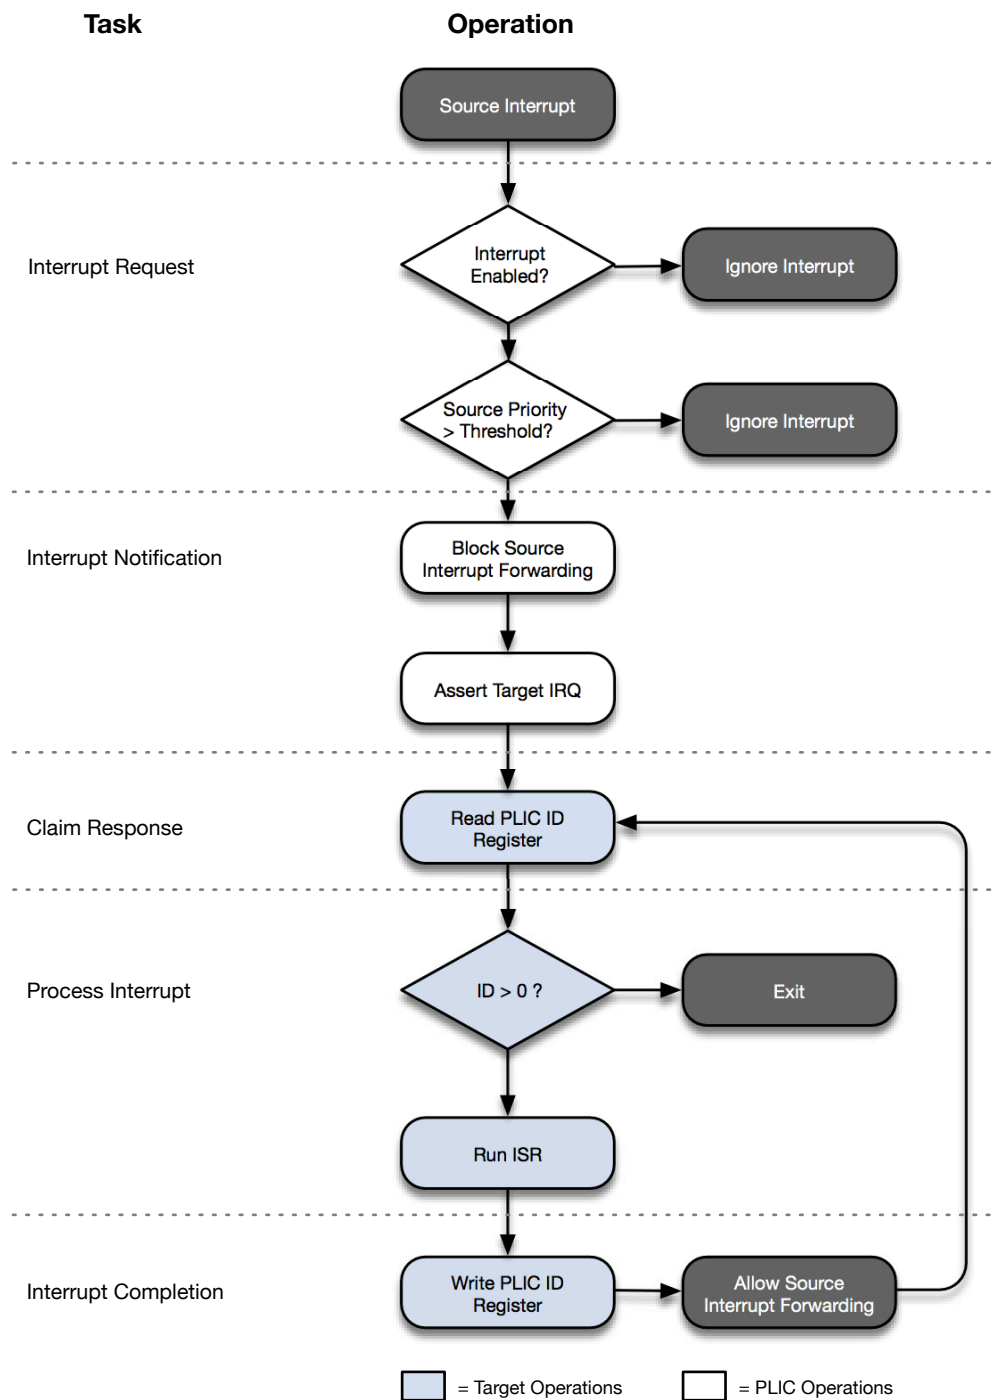 Task
Operation
Source Interrupt
Interrupt Request
Interrupt
Enabled?
Ignore Interrupt
Source Priority
> Threshold?
Ignore Interrupt
Interrupt Notification
Block Source
Interrupt Forwarding
Assert Target IRQ
Claim Response
Read PLIC ID
Register
Process Interrupt
ID > 0 ?
Exit
Run ISR
Interrupt Completion
Write PLIC ID
Register
Allow Source
Interrupt Forwarding
= Target Operations
= PLIC Operations